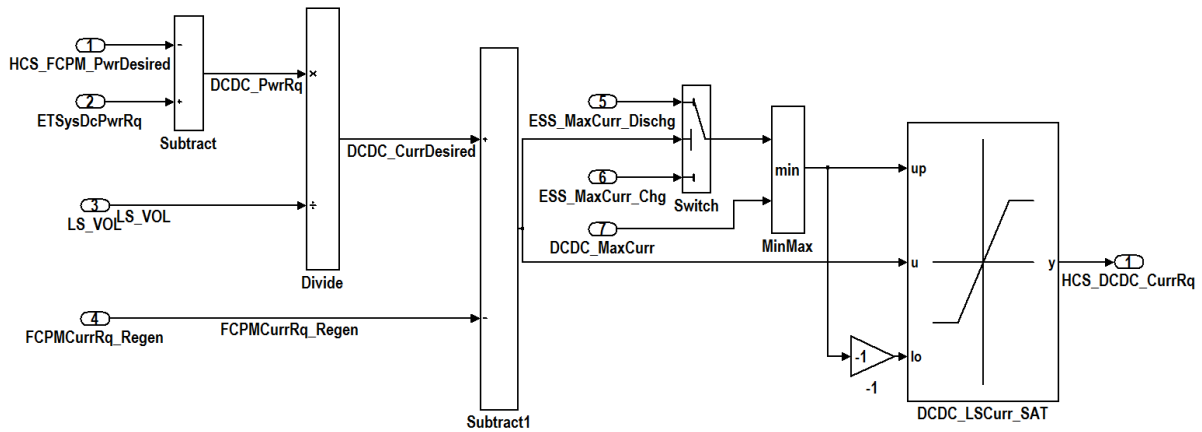 1
HCS_FCPM_PwrDesired
-
2
ETSysDcPwrRq
+
Subtract
DCDC_PwrRq
×
3
LS_VOL
LS_VOL
÷
Divide
DCDC_CurrDesired
+
4
FCPMCurrRq_Regen
FCPMCurrRq_Regen
-
Subtract1
5
ESS_MaxCurr_Dischg
6
ESS_MaxCurr_Chg
Switch
7
DCDC_MaxCurr
min
MinMax
-1
-1
up
u
lo
y
DCDC_LSCurr_SAT
1
HCS_DCDC_CurrRq